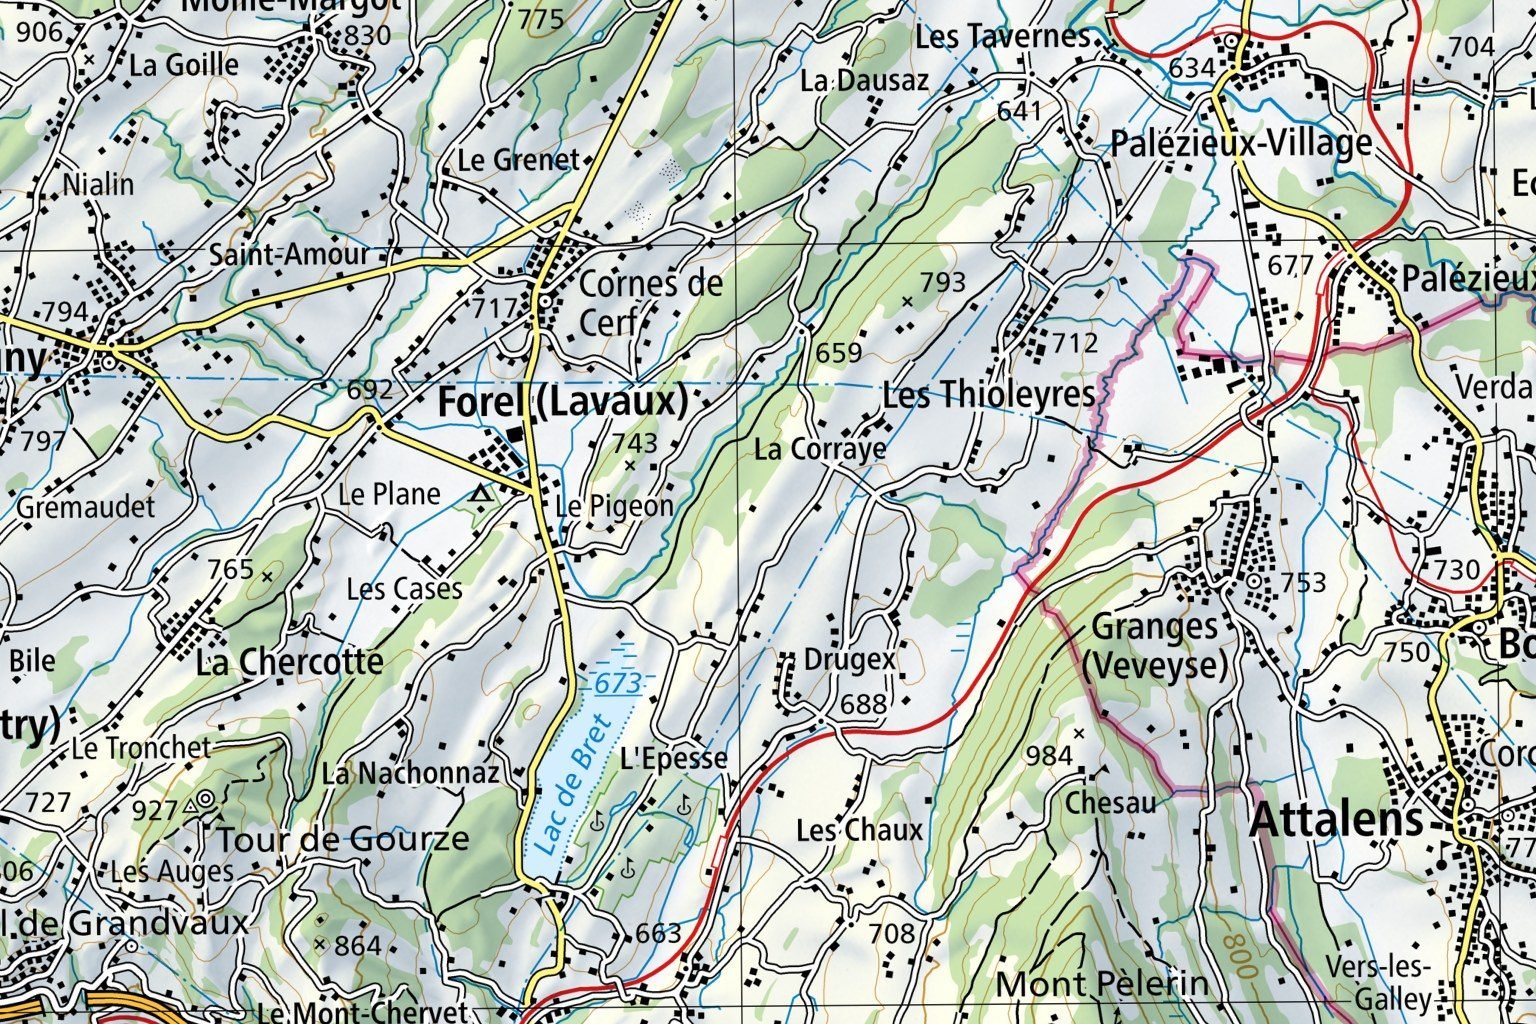 Moille-Margot
906
830
775
La Goille
Les Tavernes
704
La Dausaz
634
641
Le Grenet
Palézieux-Village
Nialin
Saint-Amour
677
Cornes de
Cerf
793
Palézieux
794
717
659
712
692
Forel (Lavaux)
Les Thioleyres
Verda
797
743
La Corraye
Le Plane
Gremaudet
Le Pigeon
765
Les Cases
753
730
Granges
(Veveyse)
Bile
La Chercotte
Drugex
750
673
688
try)
Le Tronchet
La Nachonnaz
L'Epesse
984
727
927
Lac de Bret
Chesau
Attalens
Tour de Gourze
Les Chaux
Les Auges
l de Grandvaux
864
663
708
800
Mont Pèlerin
Vers-les-
Galley
Le Mont-Chervet